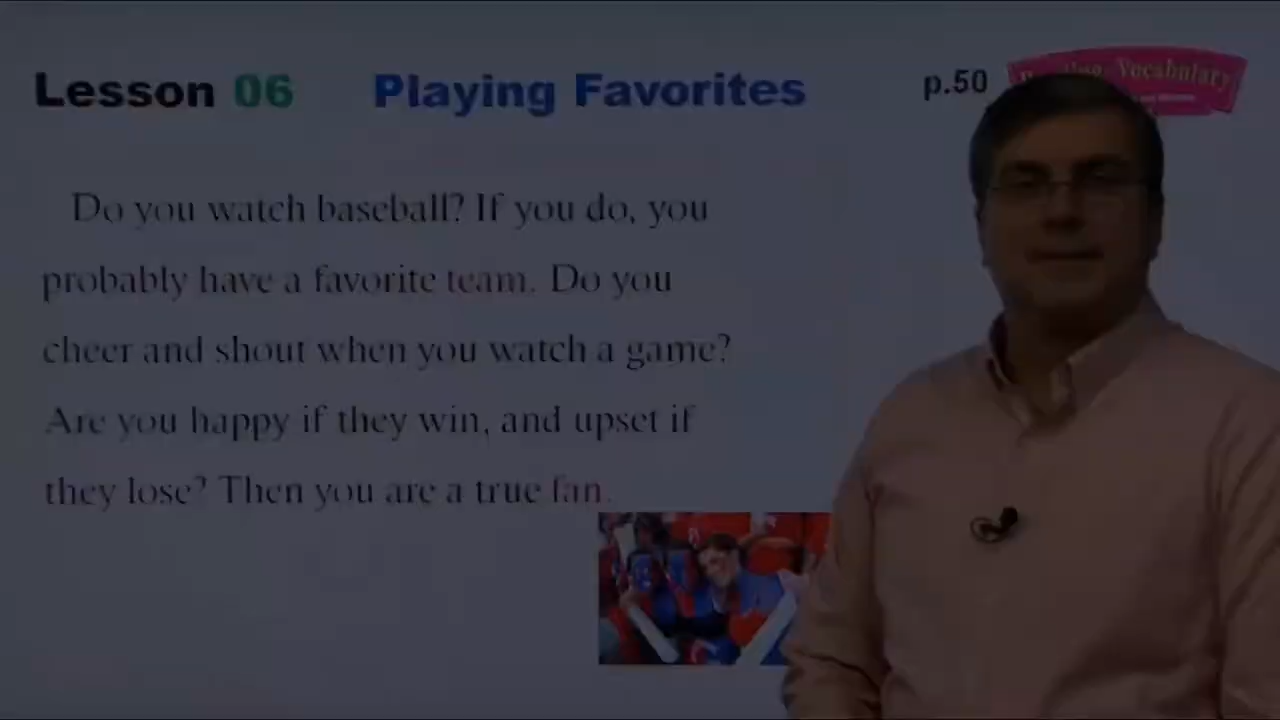 Lesson 06 Playing Favorites p.50
Vocabulary
Do you watch baseball? If you do, you
probably have a favorite team. Do you
cheer and shout when you watch a game?
Are you happy if they win, and upset if
they lose? Then you are a true fan.